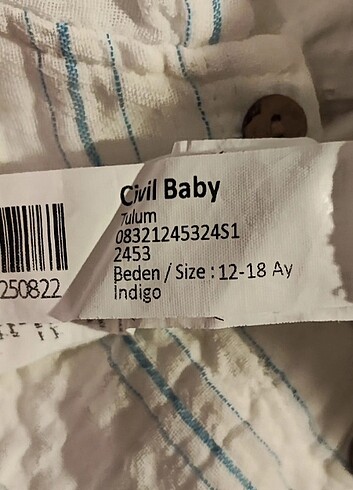 Civil Baby
Tulum
08321245324S1
2453
Beden / Size : 12-18 Ay
İndigo
250822